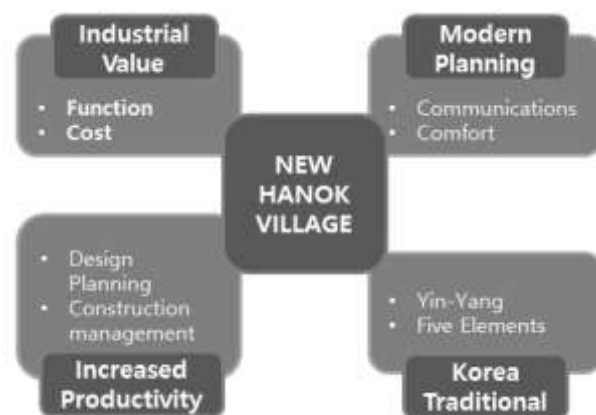 Industrial
Value
• Function
• Cost
Modern
Planning
• Communications
• Comfort
NEW
HANOK
VILLAGE
• Design
Planning
• Construction
management
Increased
Productivity
• Yin-Yang
• Five Elements
Korea
Traditional